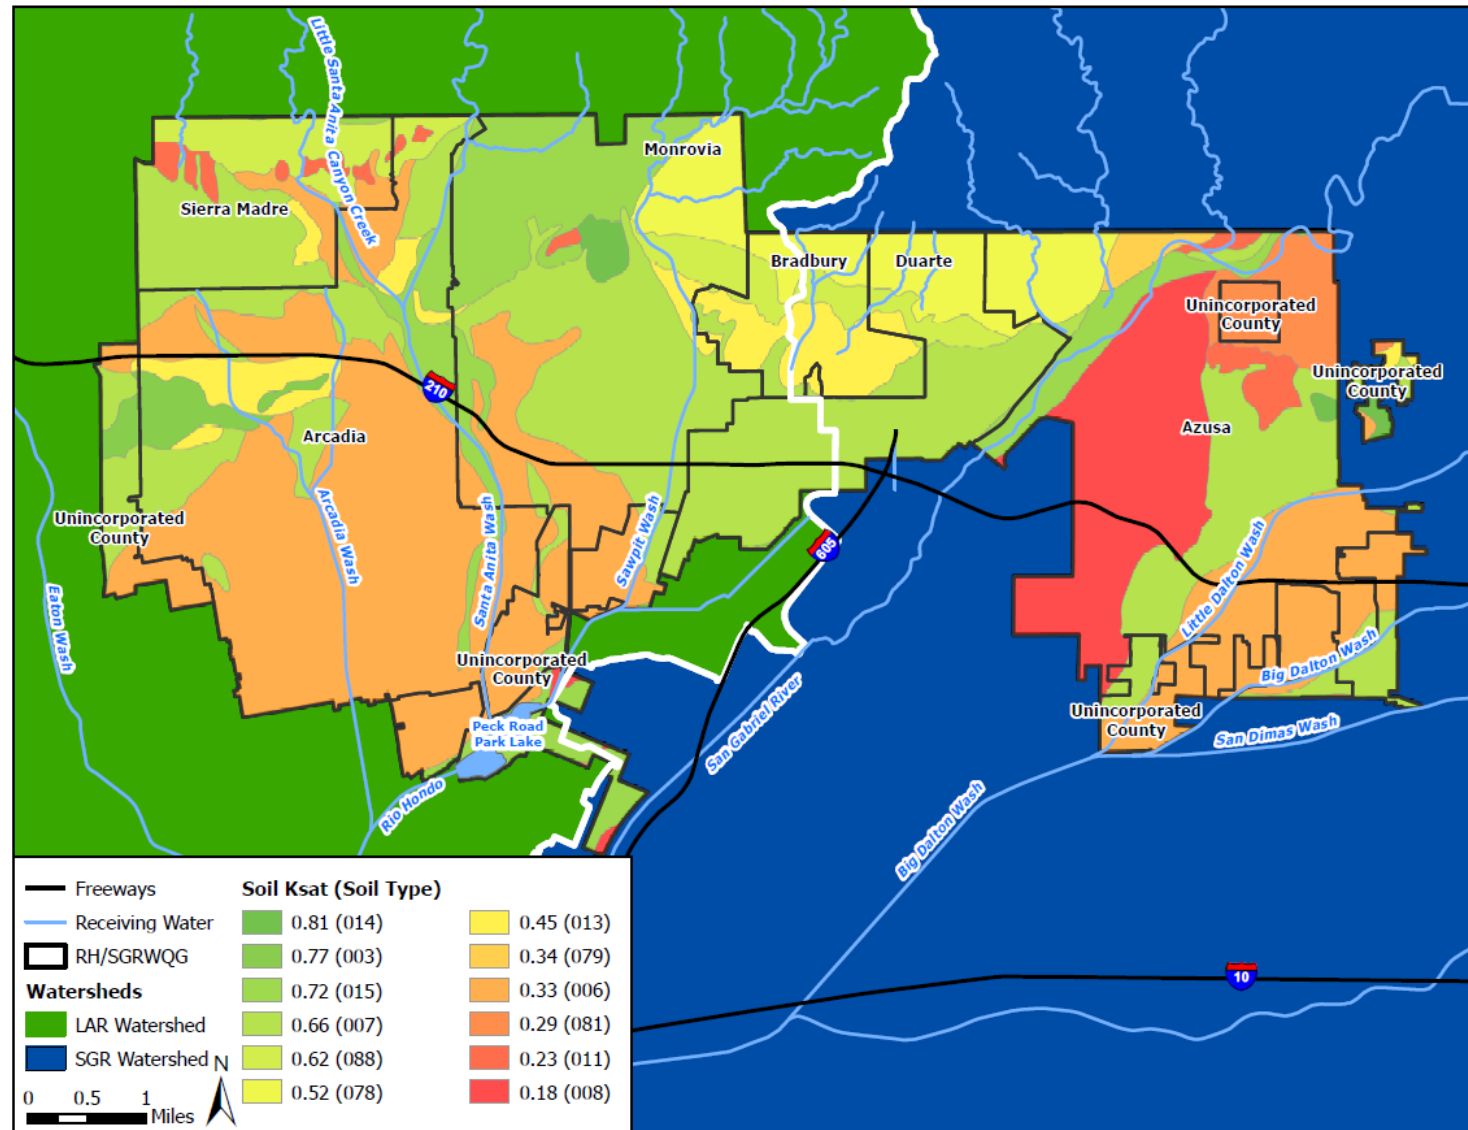 Little Santa Anita Canyon Creek
Monrovia
Sierra Madre
Bradbury
Duarte
Unincorporated
County
Unincorporated
County
210
Arcadia
Azusa
Unincorporated
County
Arcadia Wash
Santa Anita Wash
Sawpit Wash
605
Little Dalton Wash
Eaton Wash
Unincorporated
County
Big Dalton Wash
Peck Road
Park Lake
San Gabriel River
Unincorporated
County
San Dimas Wash
Rio Hondo
Big Dalton Wash
10
Freeways
Receiving Water
RH/SGRWQG
Watersheds
LAR Watershed
SGR Watershed
N
0 0.5 1
Miles
Soil Ksat (Soil Type)
0.81 (014)
0.77 (003)
0.72 (015)
0.66 (007)
0.62 (088)
0.52 (078)
0.45 (013)
0.34 (079)
0.33 (006)
0.29 (081)
0.23 (011)
0.18 (008)